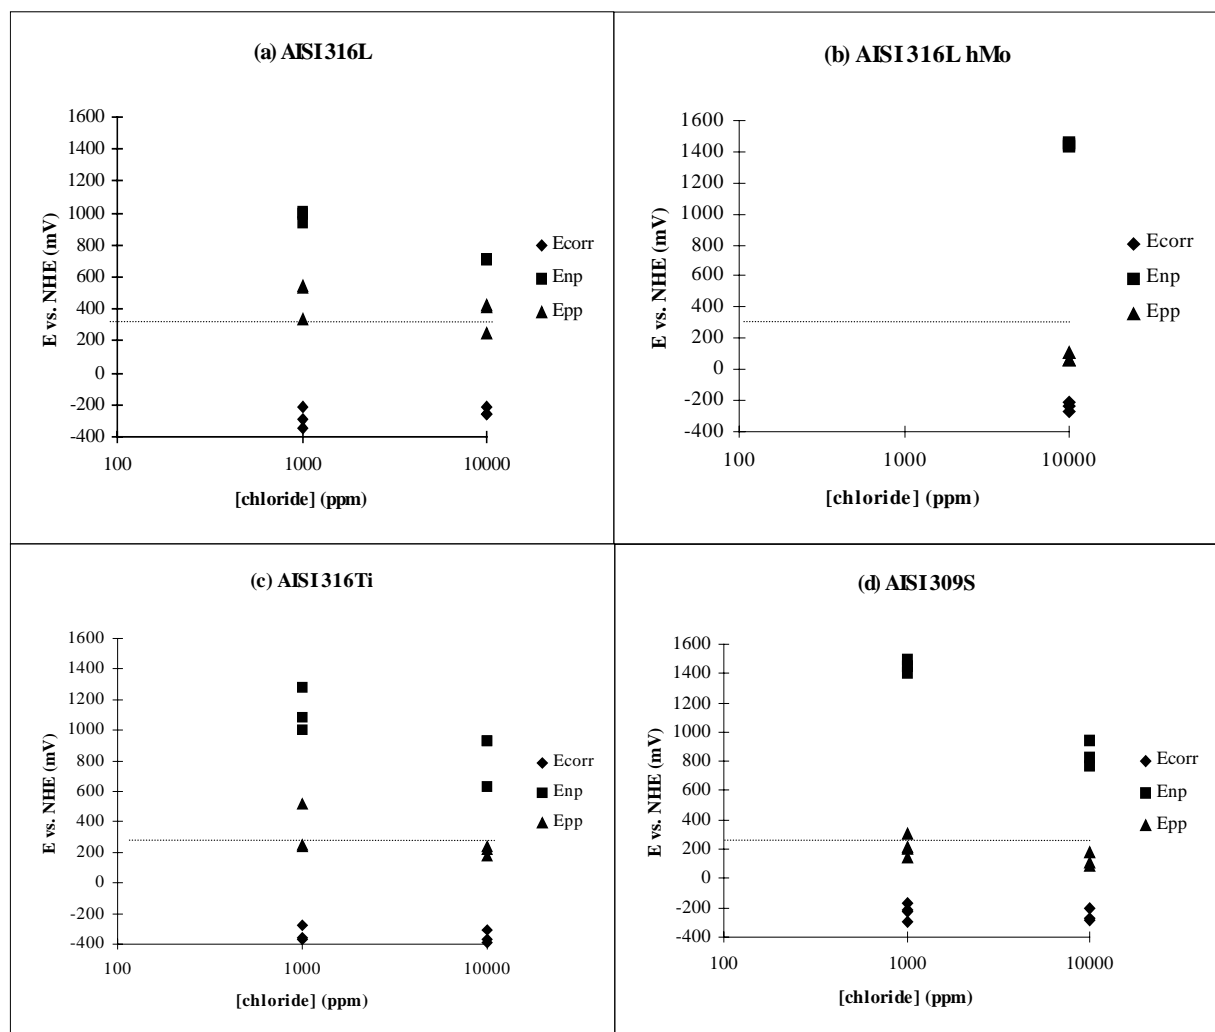 (a) AISI 316L
1600
1400
1200
1000
800
600
400
200
0
-200
-400
E vs. NHE (mV)
100
1000
10000
[chloride] (ppm)
Ecorr
Enp
Epp
(b) AISI 316L hMo
1600
1400
1200
1000
800
600
400
200
0
-200
-400
E vs. NHE (mV)
100
1000
10000
[chloride] (ppm)
Ecorr
Enp
Epp
(c) AISI 316Ti
1600
1400
1200
1000
800
600
400
200
0
-200
-400
E vs. NHE (mV)
100
1000
10000
[chloride] (ppm)
Ecorr
Enp
Epp
(d) AISI 309S
1600
1400
1200
1000
800
600
400
200
0
-200
-400
E vs. NHE (mV)
100
1000
10000
[chloride] (ppm)
Ecorr
Enp
Epp